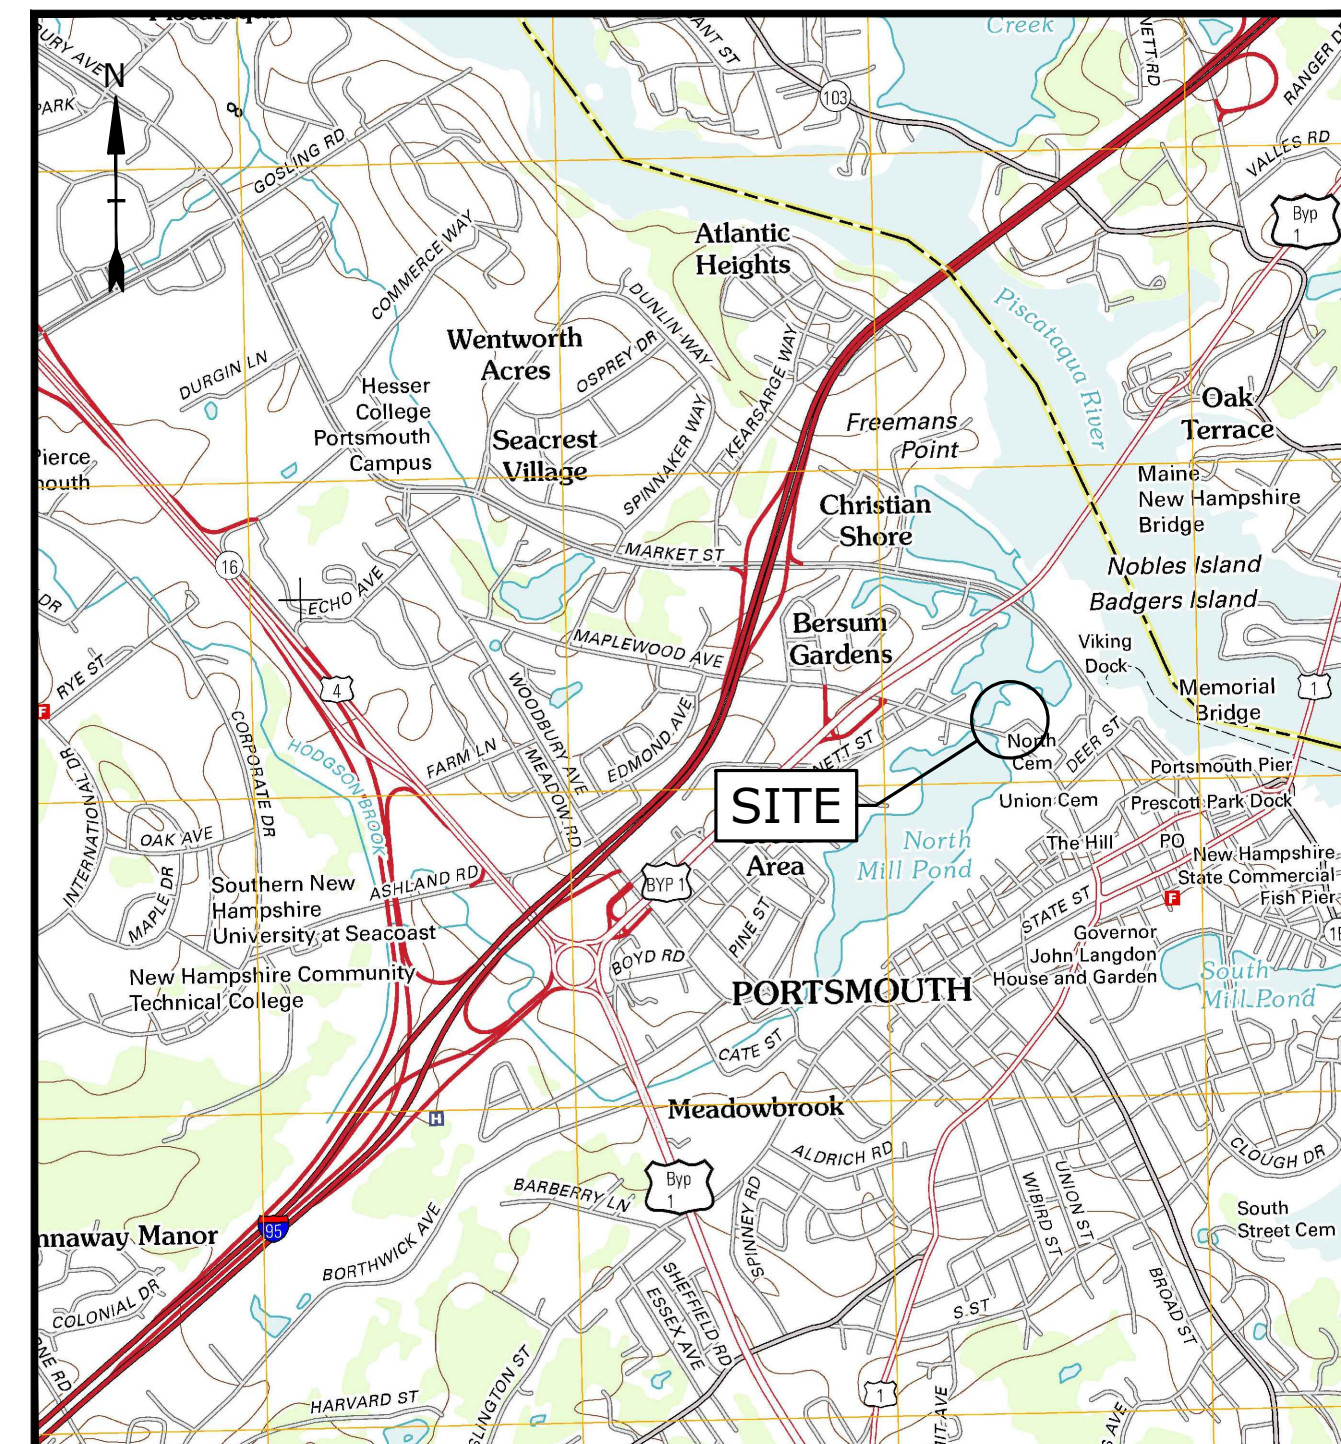 Creek
N
PARK
GOSLING RD
103
RANGER DR
VALLES RD
Byp
1
COMMERCE WAY
Atlantic
Heights
DUNLIN WAY
Piscataqua River
Wentworth
Acres
OSPREY DR
KEARSARGE WAY
DURGIN LN
Hesser
College
Portsmouth
Campus
Seacrest
Village
SPINNAKER WAY
Freemans
Point
Oak
Terrace
Maine
New Hampshire
Bridge
Christian
Shore
MARKET ST
16
ECHO AVE
Nobles Island
Badgers Island
DR
MAPLEWOOD AVE
Bersum
Gardens
Viking
Dock
RYE ST
F
4
1
Memorial
Bridge
WOODBURY AVE
EDMOND AVE
CORPORATE DR
HODGSON BROOK
FARM LN
MEADOW RD
NETT ST
North
Cem
DEER ST
INTERNATIONAL DR
OAK AVE
MAPLE DR
SITE
Portsmouth Pier
Union Cem
Prescott Park Dock
The Hill
PO
New Hampshire
State Commercial
Fish Pier
North
Mill Pond
Area
BYP 1
F
STATE ST
ASHLAND RD
Southern New
Hampshire
University at Seacoast
PINE ST
BOYD RD
Governor
John Langdon
House and Garden
New Hampshire Community
Technical College
PORTSMOUTH
South
Mill Pond
CATE ST
H
Meadowbrook
ALDRICH RD
CLOUGH DR
Byp
1
BARBERRY LN
SPINNEY RD
WIBIRD ST
UNION ST
South
Street Cem
nnaway Manor
95
BORTHWICK AVE
COLONIAL DR
SHEFFIELD RD
ESSEX AVE
BROAD ST
S ST
1
HARVARD ST